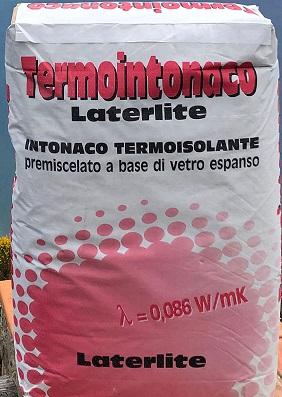 Termointonaco
Laterlite
INTONACO TERMOISOLANTE
premiscelato a base di vetro espanso
λ = 0,086 W/mK
Laterlite